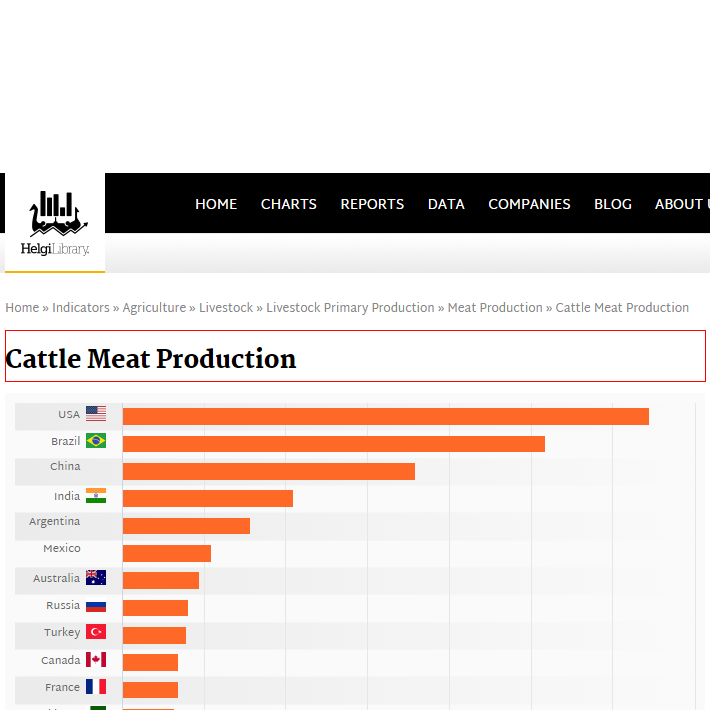 HelgiLibrary.
HOME CHARTS REPORTS DATA COMPANIES BLOG ABOUT U
Home » Indicators » Agriculture » Livestock » Livestock Primary Production » Meat Production » Cattle Meat Production
Cattle Meat Production
USA
Brazil
China
India
Argentina
Mexico
Australia
Russia
Turkey
Canada
France